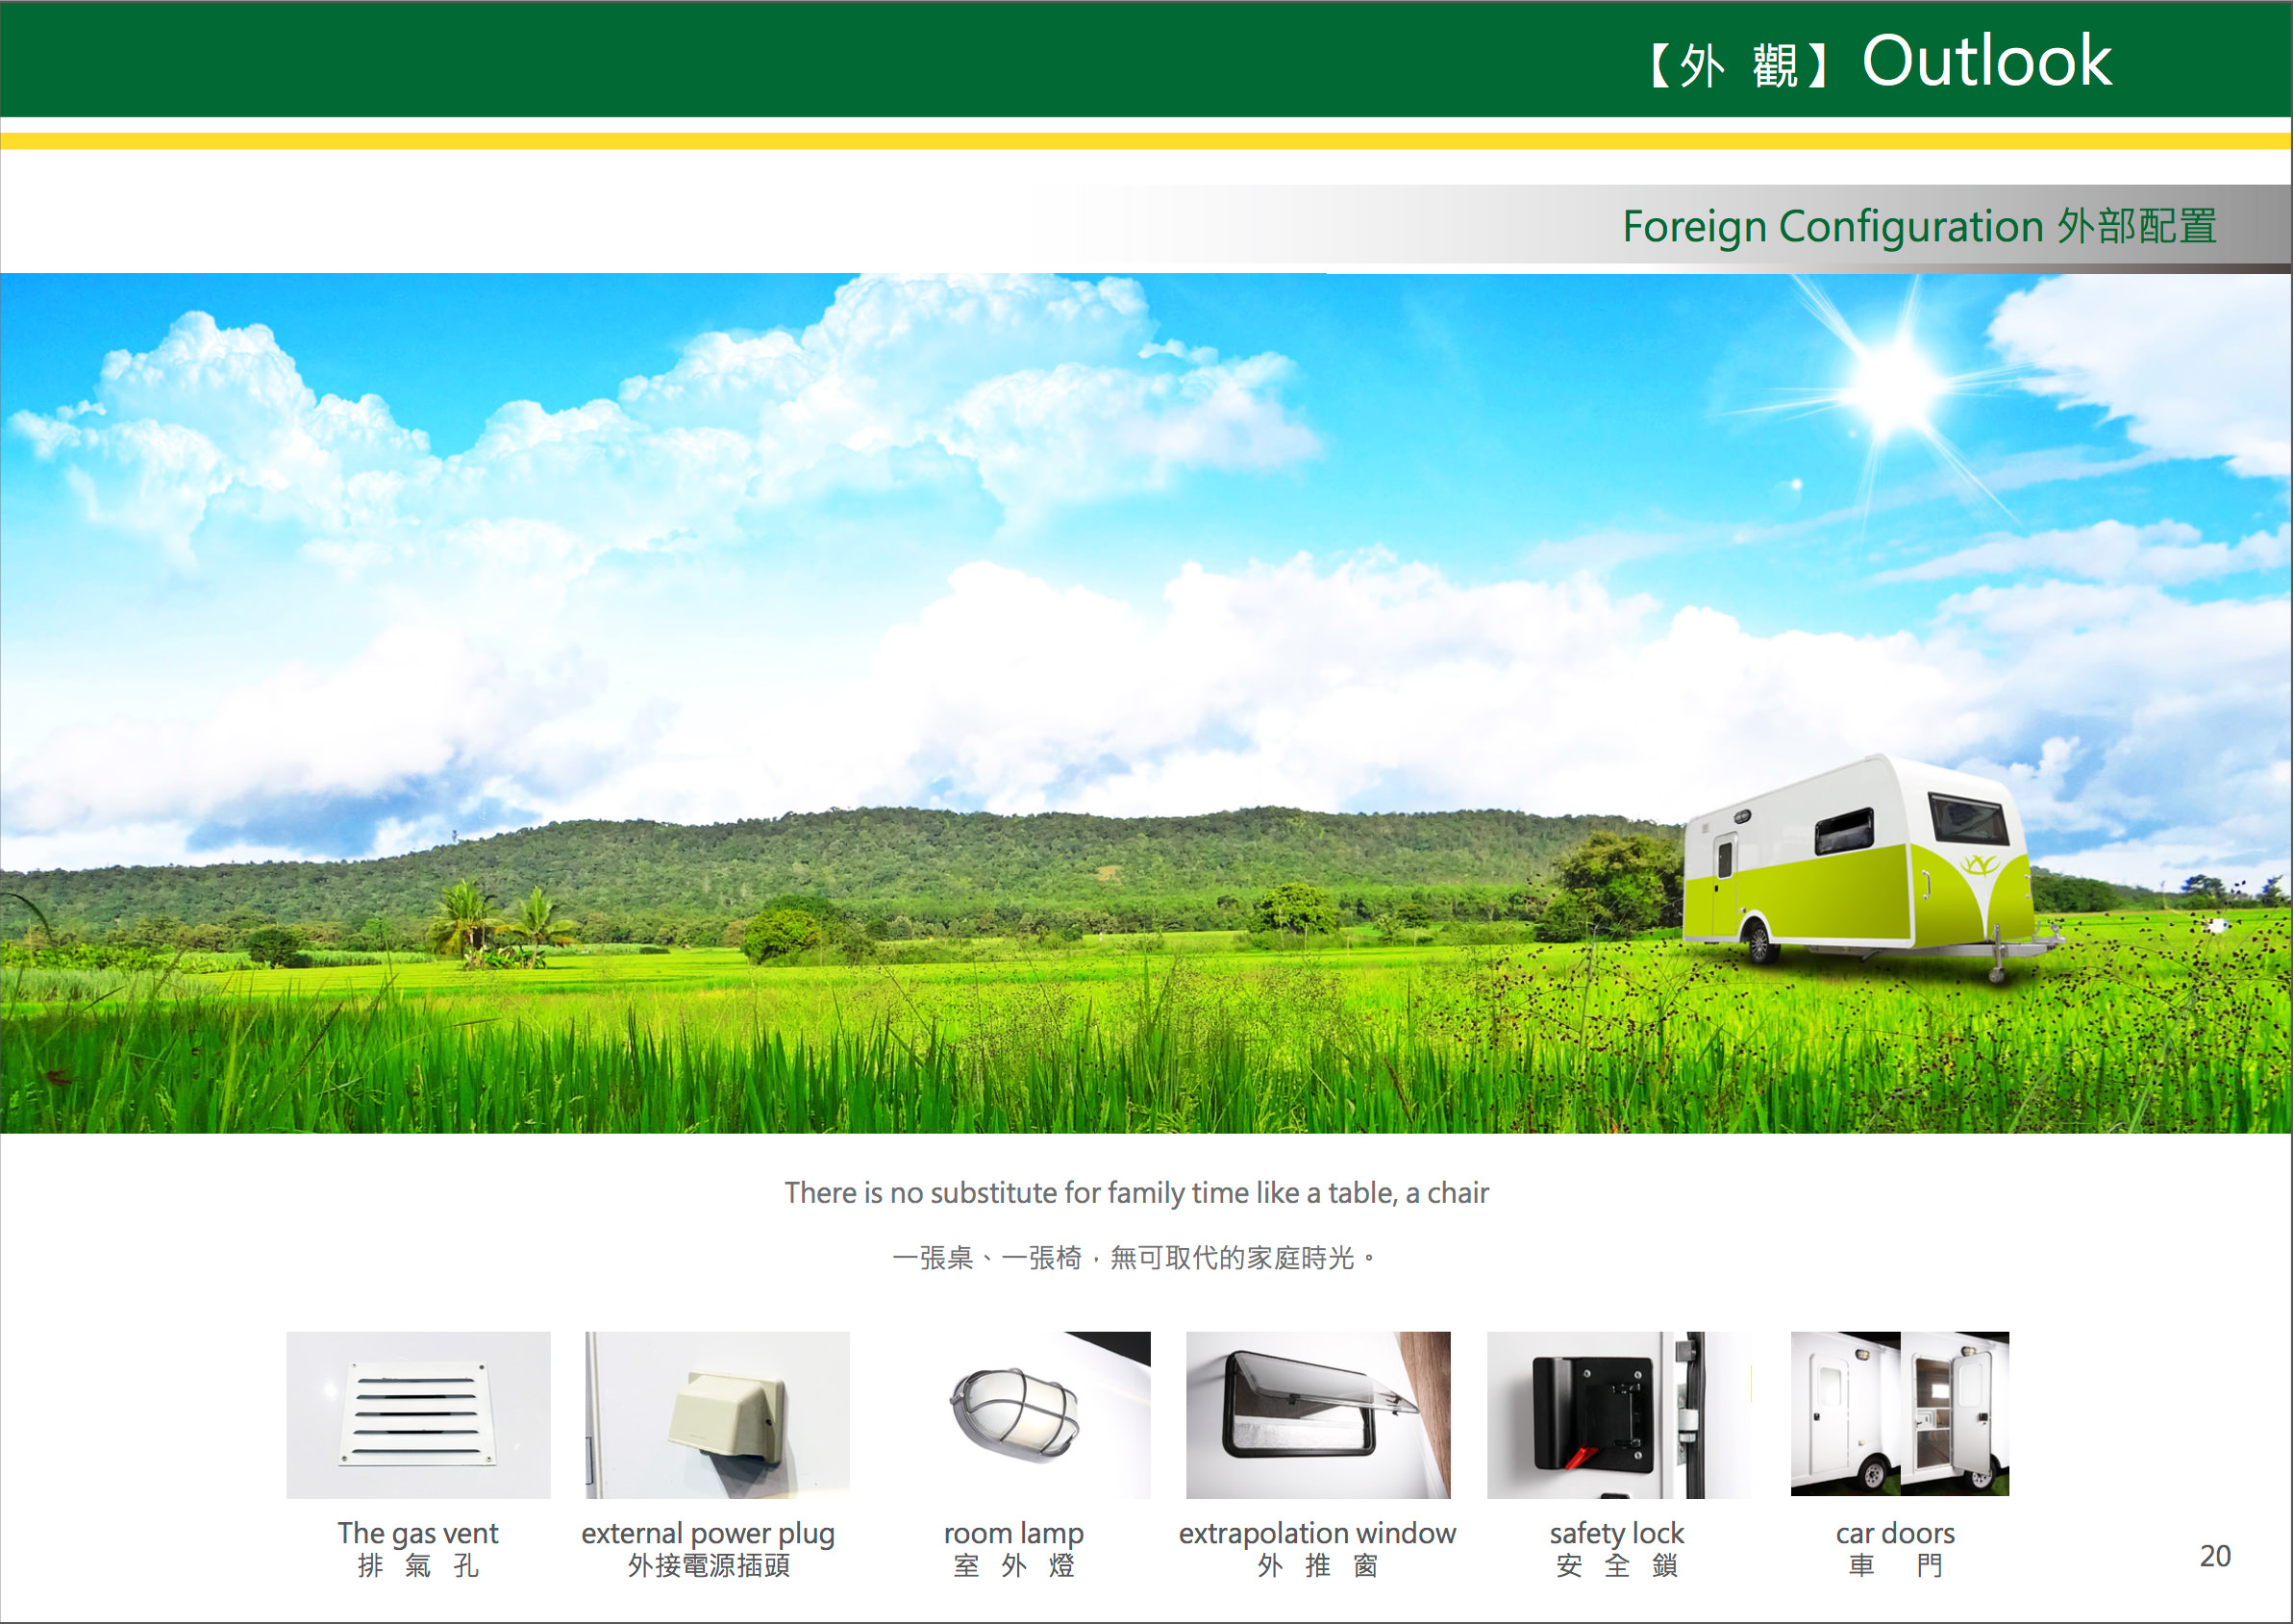 【外 觀】Outlook
Foreign Configuration 外部配置
There is no substitute for family time like a table, a chair
一張桌、一張椅，無可取代的家庭時光。
The gas vent
排 氣 孔
external power plug
外接電源插頭
room lamp
室 外 燈
extrapolation window
外 推 窗
safety lock
安 全 鎖
car doors
車 門
20